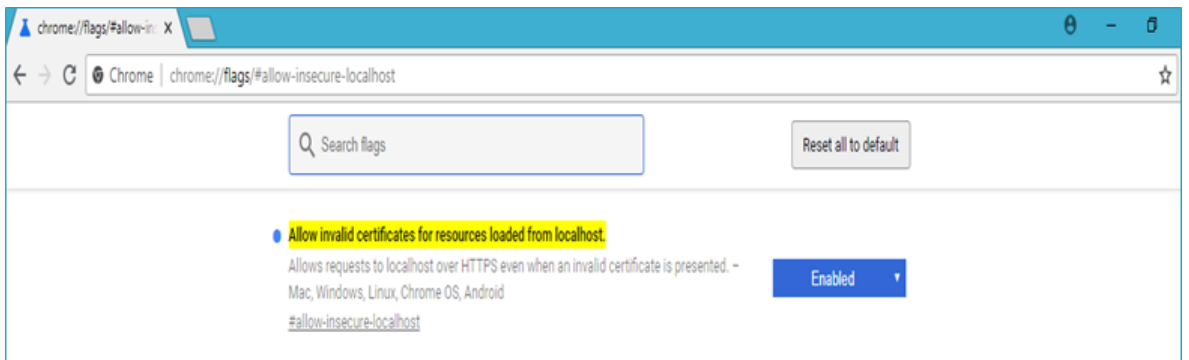 chrome://flags/#allow-in
Chrome | chrome://flags/#allow-insecure-localhost
Search flags
Reset all to default
Allow invalid certificates for resources loaded from localhost.
Allows requests to localhost over HTTPS even when an invalid certificate is presented. –
Mac, Windows, Linux, Chrome OS, Android
Enabled
#allow-insecure-localhost